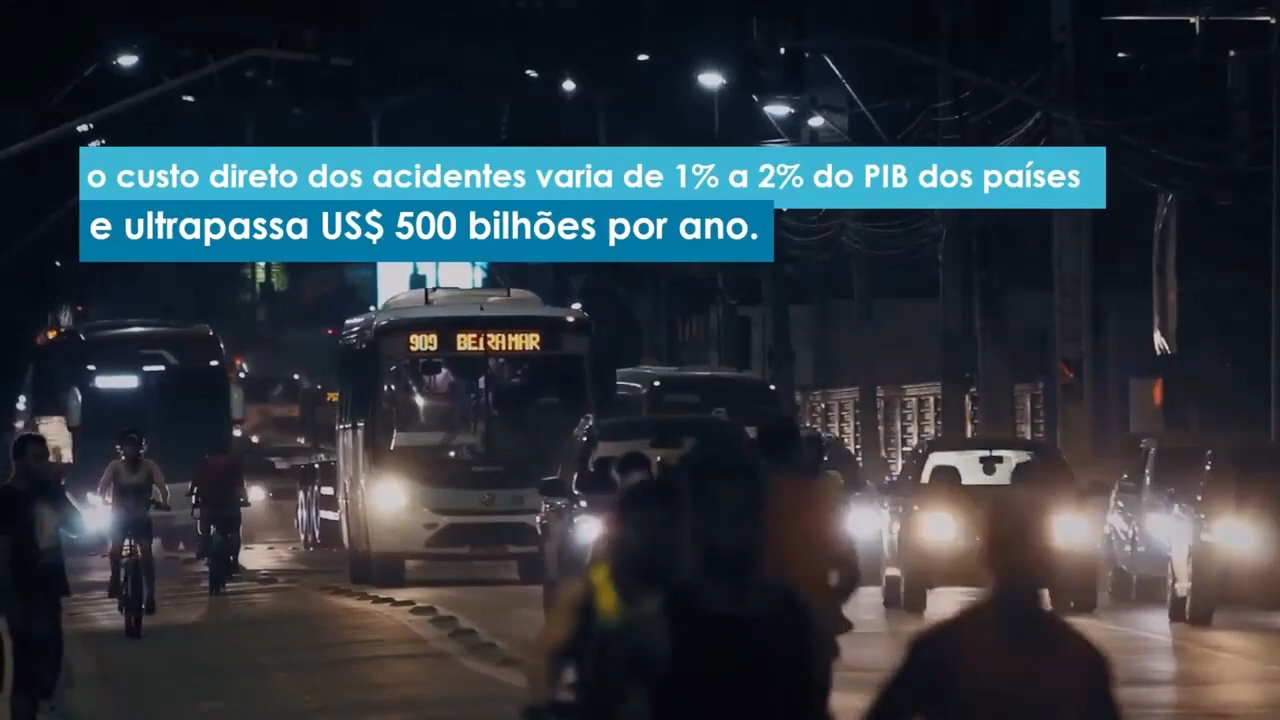 o custo direto dos acidentes varia de 1% a 2% do PIB dos países
e ultrapassa US$ 500 bilhões por ano.
909 BEIRAMAR